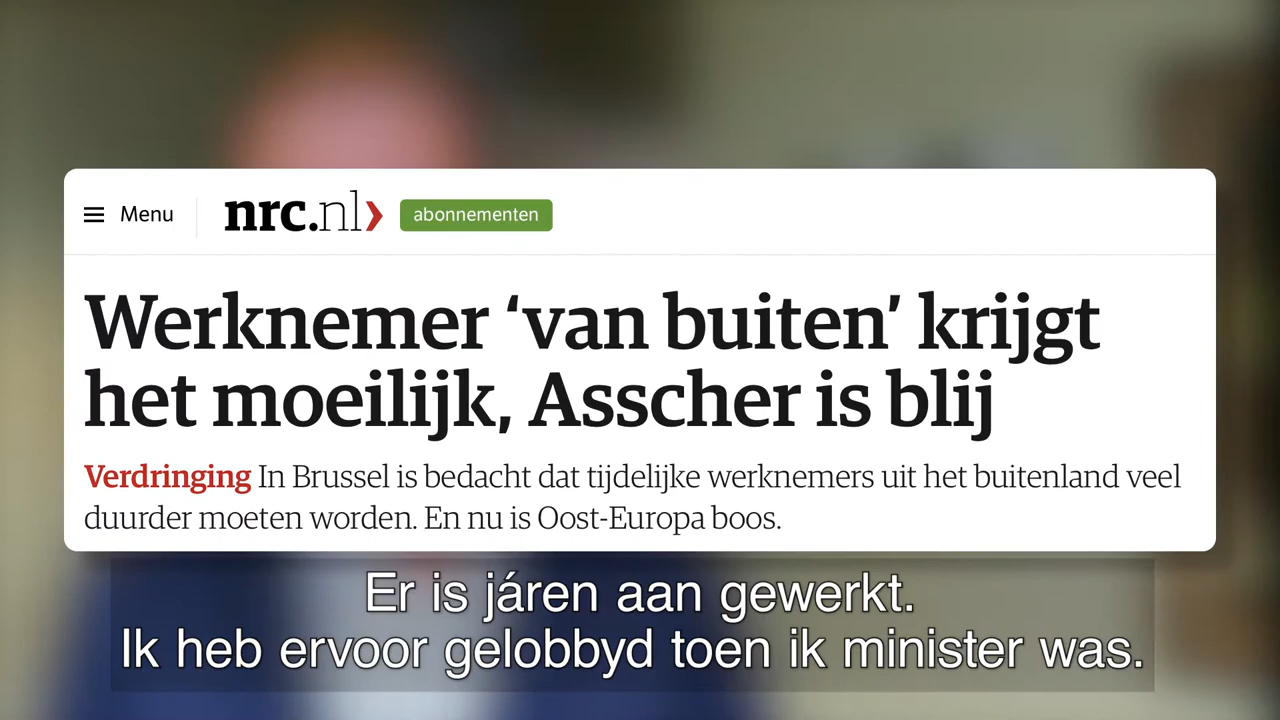 Menu
nrc.nl
abonnementen
Werknemer ‘van buiten’ krijgt
het moeilijk, Asscher is blij
Verdringing In Brussel is bedacht dat tijdelijke werknemers uit het buitenland veel
duurder moeten worden. En nu is Oost-Europa boos.
Er is járen aan gewerkt.
Ik heb ervoor gelobbyd toen ik minister was.